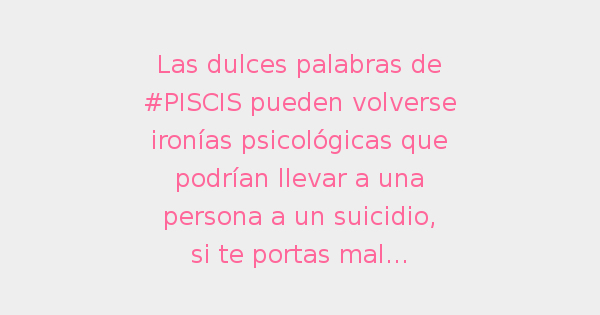 Las dulces palabras de
#PISCIS pueden volverse
ironías psicológicas que
podrían llevar a una
persona a un suicidio,
si te portas mal...